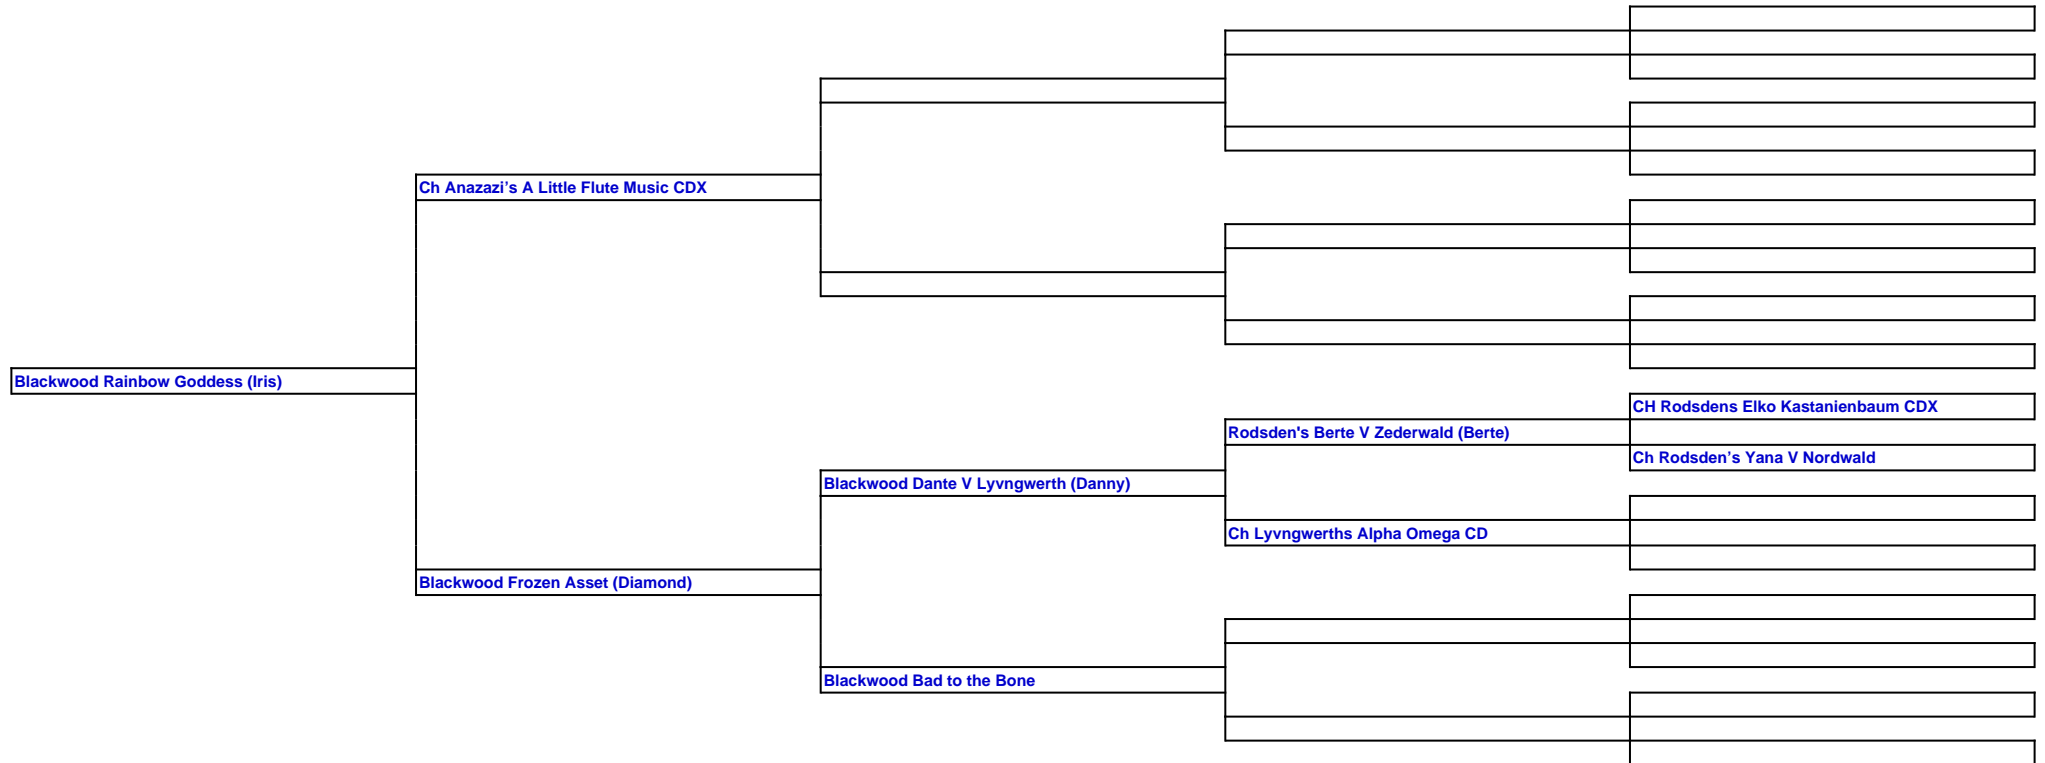 Ch Anazazi’s A Little Flute Music CDX
Blackwood Rainbow Goddess (Iris)
CH Rodsdens Elko Kastanienbaum CDX
Rodsden's Berte V Zederwald (Berte)
Ch Rodsden’s Yana V Nordwald
Blackwood Dante V Lyvngwerth (Danny)
Ch Lyvngwerths Alpha Omega CD
Blackwood Frozen Asset (Diamond)
Blackwood Bad to the Bone